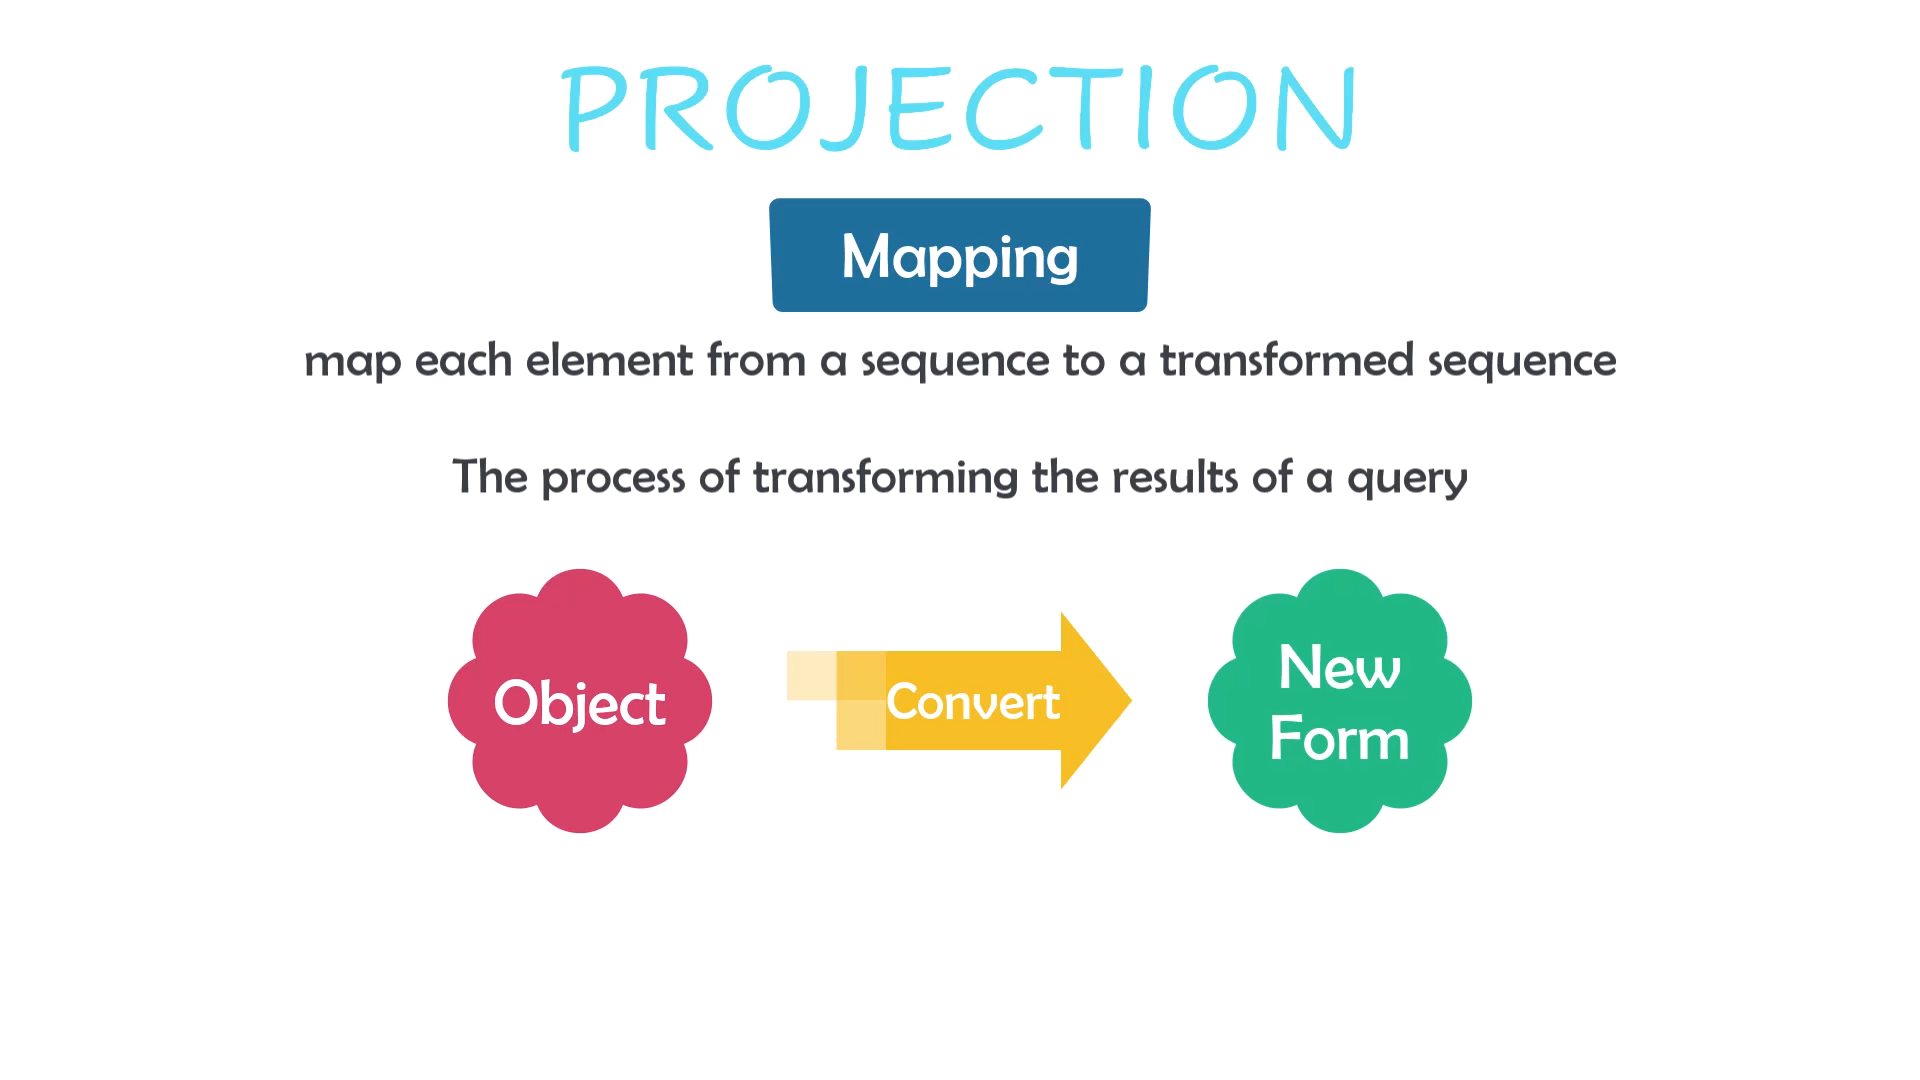 PROJECTION
Mapping
map each element from a sequence to a transformed sequence
The process of transforming the results of a query
Object
Convert
New
Form